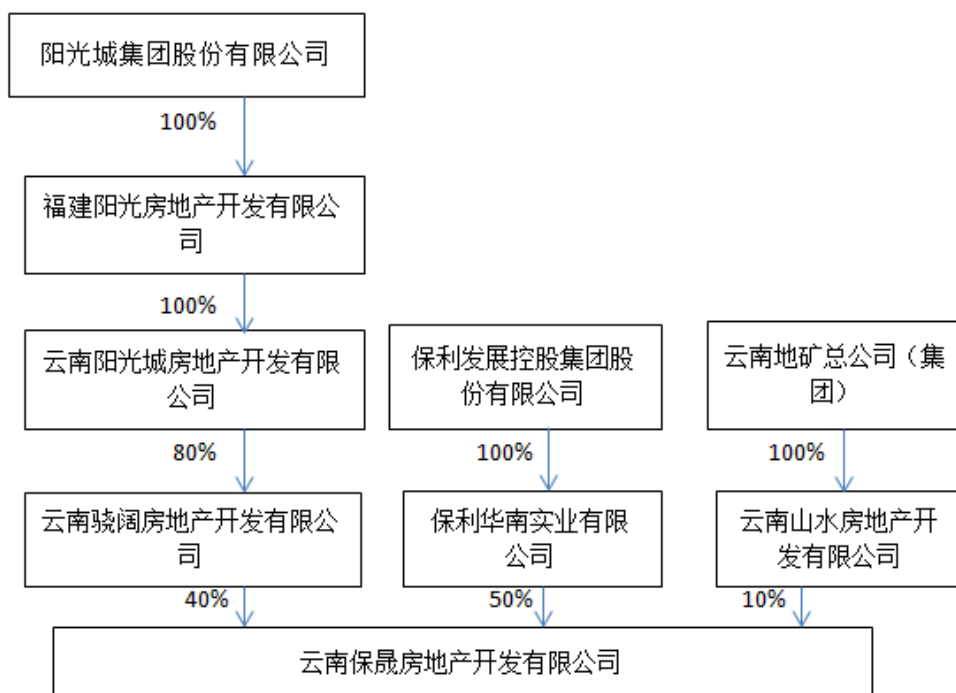 阳光城集团股份有限公司
100%
福建阳光房地产开发有限公
司
100%
云南阳光城房地产开发有限
公司
保利发展控股集团股
份有限公司
云南地矿总公司（集
团）
80%
100%
100%
云南骁阔房地产开发有限公
司
保利华南实业有限
公司
云南山水房地产开
发有限公司
40%
50%
10%
云南保晟房地产开发有限公司